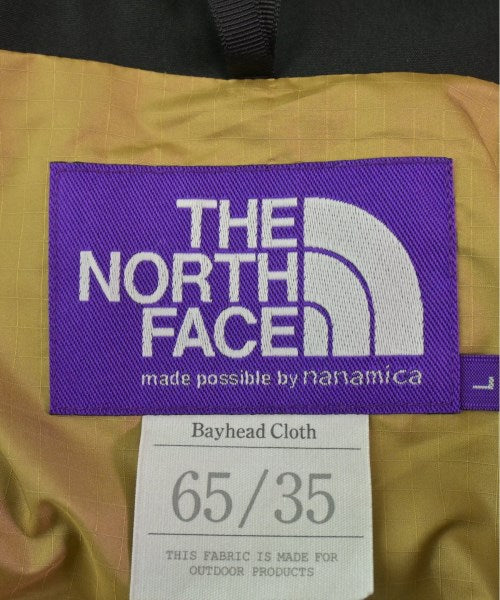 THE
NORTH
FACE
made possible by nanamica
L
Bayhead Cloth
65/35
THIS FABRIC IS MADE FOR
OUTDOOR PRODUCTS